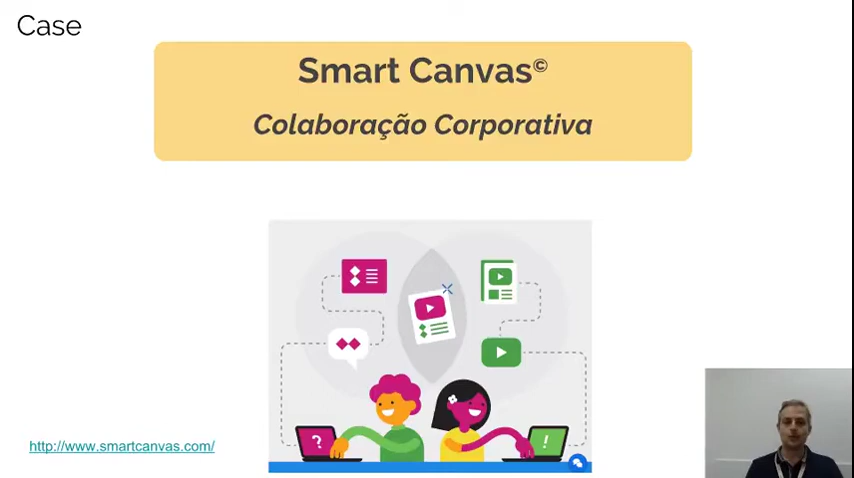 Case
Smart Canvas©
Colaboração Corporativa
?
!
http://www.smartcanvas.com/